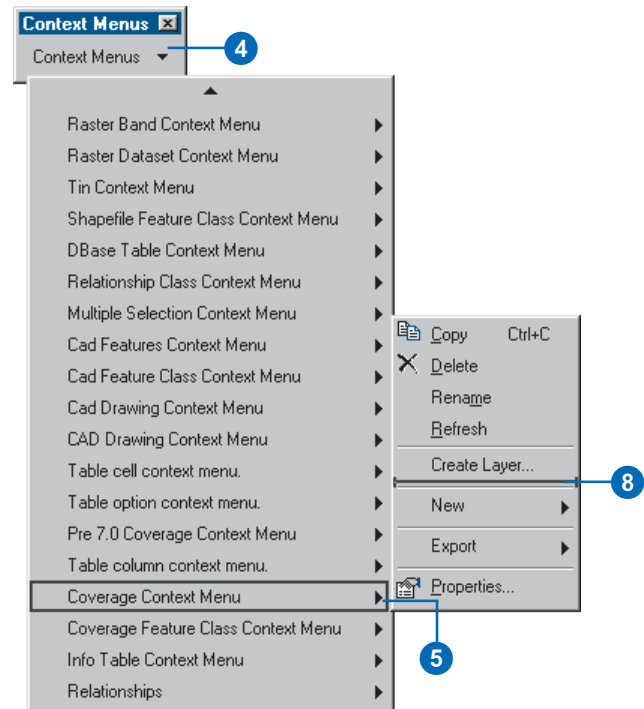 Context Menus
Context Menus
4
Raster Band Context Menu
Raster Dataset Context Menu
Tin Context Menu
Shapefile Feature Class Context Menu
DBase Table Context Menu
Relationship Class Context Menu
Multiple Selection Context Menu
Cad Features Context Menu
Cad Feature Class Context Menu
Cad Drawing Context Menu
CAD Drawing Context Menu
Table cell context menu.
Table option context menu.
Pre 7.0 Coverage Context Menu
Table column context menu.
Coverage Context Menu
Coverage Feature Class Context Menu
Info Table Context Menu
Relationships
Copy Ctrl+C
Delete
Rename
Refresh
Create Layer...
8
New
Export
Properties...
5